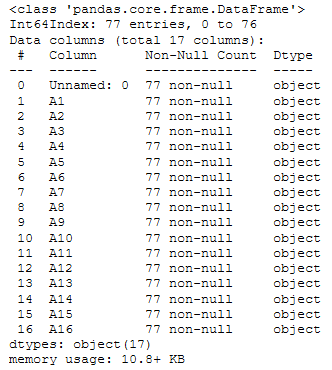 <class 'pandas.core.frame.DataFrame'>
Int64Index: 77 entries, 0 to 76
Data columns (total 17 columns):
 #   Column      Non-Null Count  Dtype
---  ------      --------------  -----
 0   Unnamed: 0  77 non-null     object
 1   A1          77 non-null     object
 2   A2          77 non-null     object
 3   A3          77 non-null     object
 4   A4          77 non-null     object
 5   A5          77 non-null     object
 6   A6          77 non-null     object
 7   A7          77 non-null     object
 8   A8          77 non-null     object
 9   A9          77 non-null     object
 10  A10         77 non-null     object
 11  A11         77 non-null     object
 12  A12         77 non-null     object
 13  A13         77 non-null     object
 14  A14         77 non-null     object
 15  A15         77 non-null     object
 16  A16         77 non-null     object
dtypes: object(17)
memory usage: 10.8+ KB